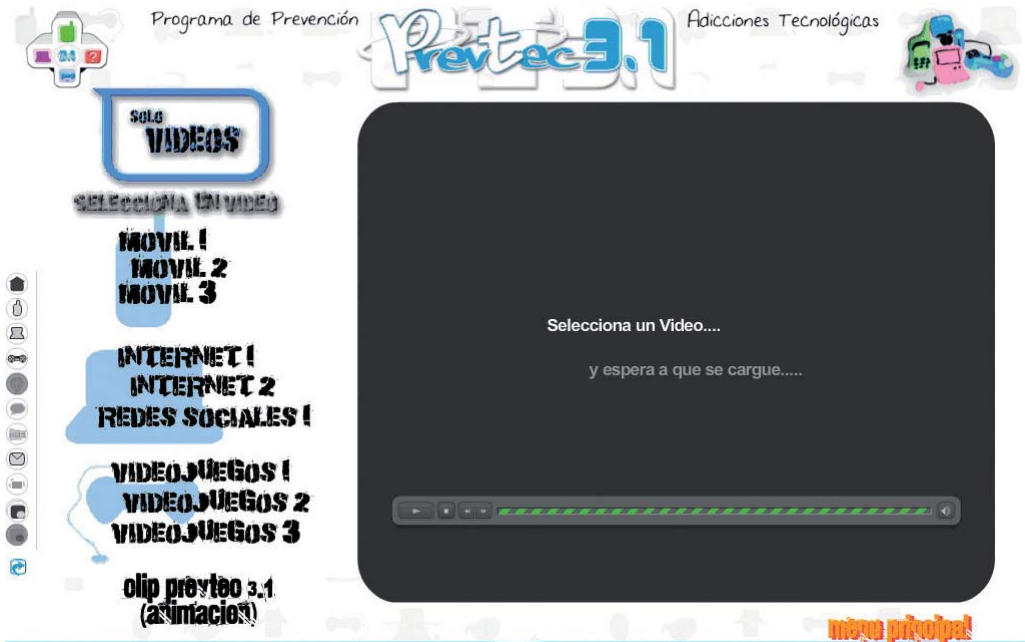 Programa de Prevención
Prevtec 3.1
Adicciones Tecnológicas
SOLO
VIDEOS
SELECCIONA UN VIDEO
MOVIL 1
MOVIL 2
MOVIL 3
INTERNET 1
INTERNET 2
REDES SOCIALES 1
VIDEOJUEGOS 1
VIDEOJUEGOS 2
VIDEOJUEGOS 3
clip prevtec 3.1
(animacion)
Selecciona un Video....
y espera a que se cargue.....
menu principal